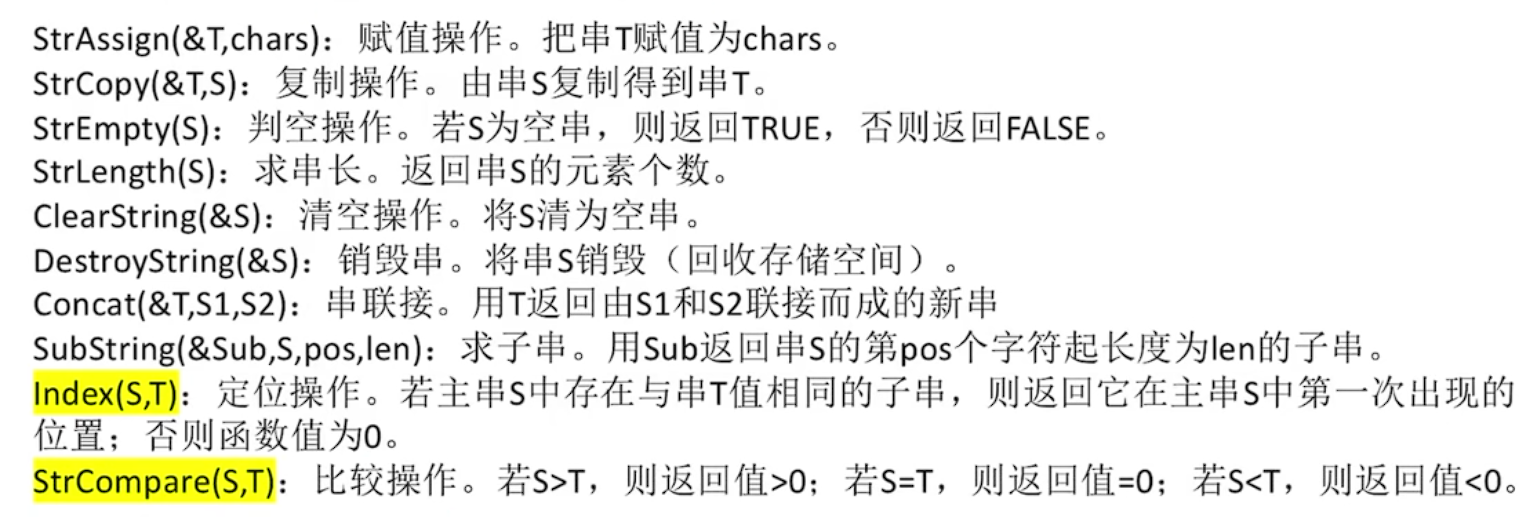 StrAssign(&T,chars)：赋值操作。把串T赋值为chars。
StrCopy(&T,S)：复制操作。由串S复制得到串T。
StrEmpty(S)：判空操作。若S为空串，则返回TRUE，否则返回FALSE。
StrLength(S)：求串长。返回串S的元素个数。
ClearString(&S)：清空操作。将S清为空串。
DestroyString(&S)：销毁串。将串S销毁（回收存储空间）。
Concat(&T,S1,S2)：串联接。用T返回由S1和S2联接而成的新串
SubString(&Sub,S,pos,len)：求子串。用Sub返回串S的第pos个字符起长度为len的子串。
Index(S,T)：定位操作。若主串S中存在与串T值相同的子串，则返回它在主串S中第一次出现的
位置；否则函数值为0。
StrCompare(S,T)：比较操作。若S>T，则返回值>0；若S=T，则返回值=0；若S<T，则返回值<0。